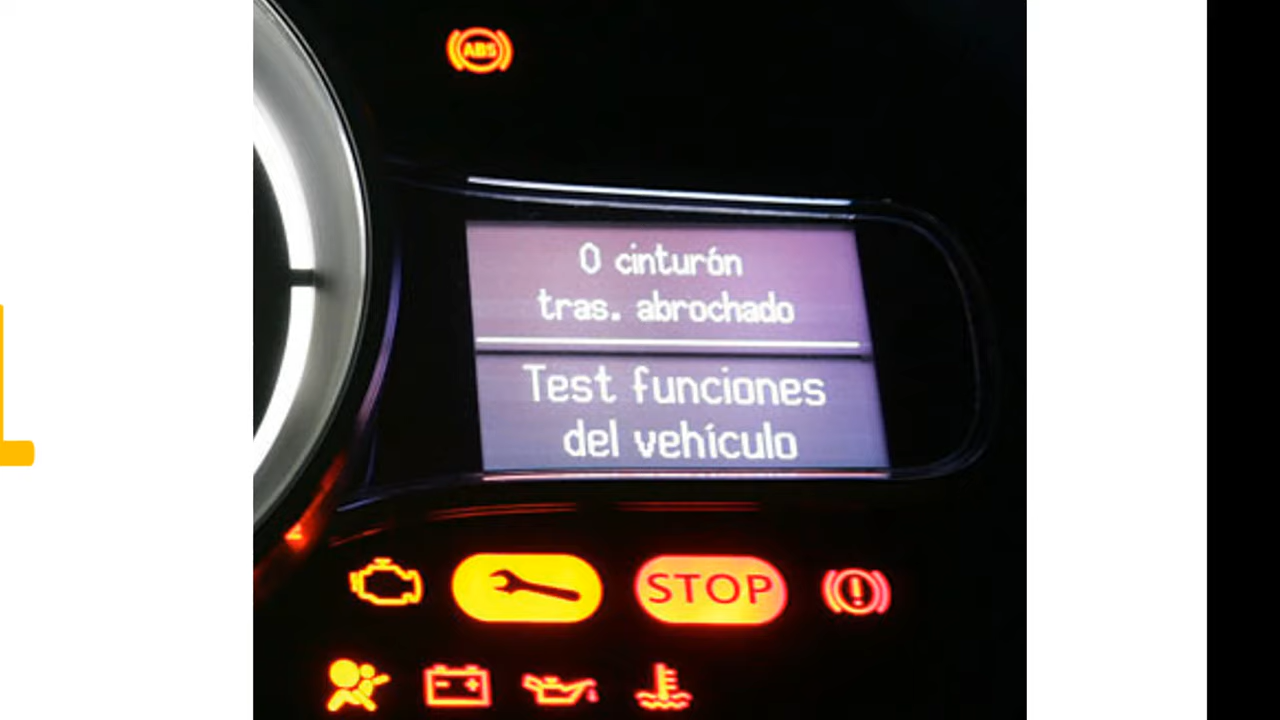 ABS
0 cinturón
tras. abrochado
Test funciones
del vehículo
STOP